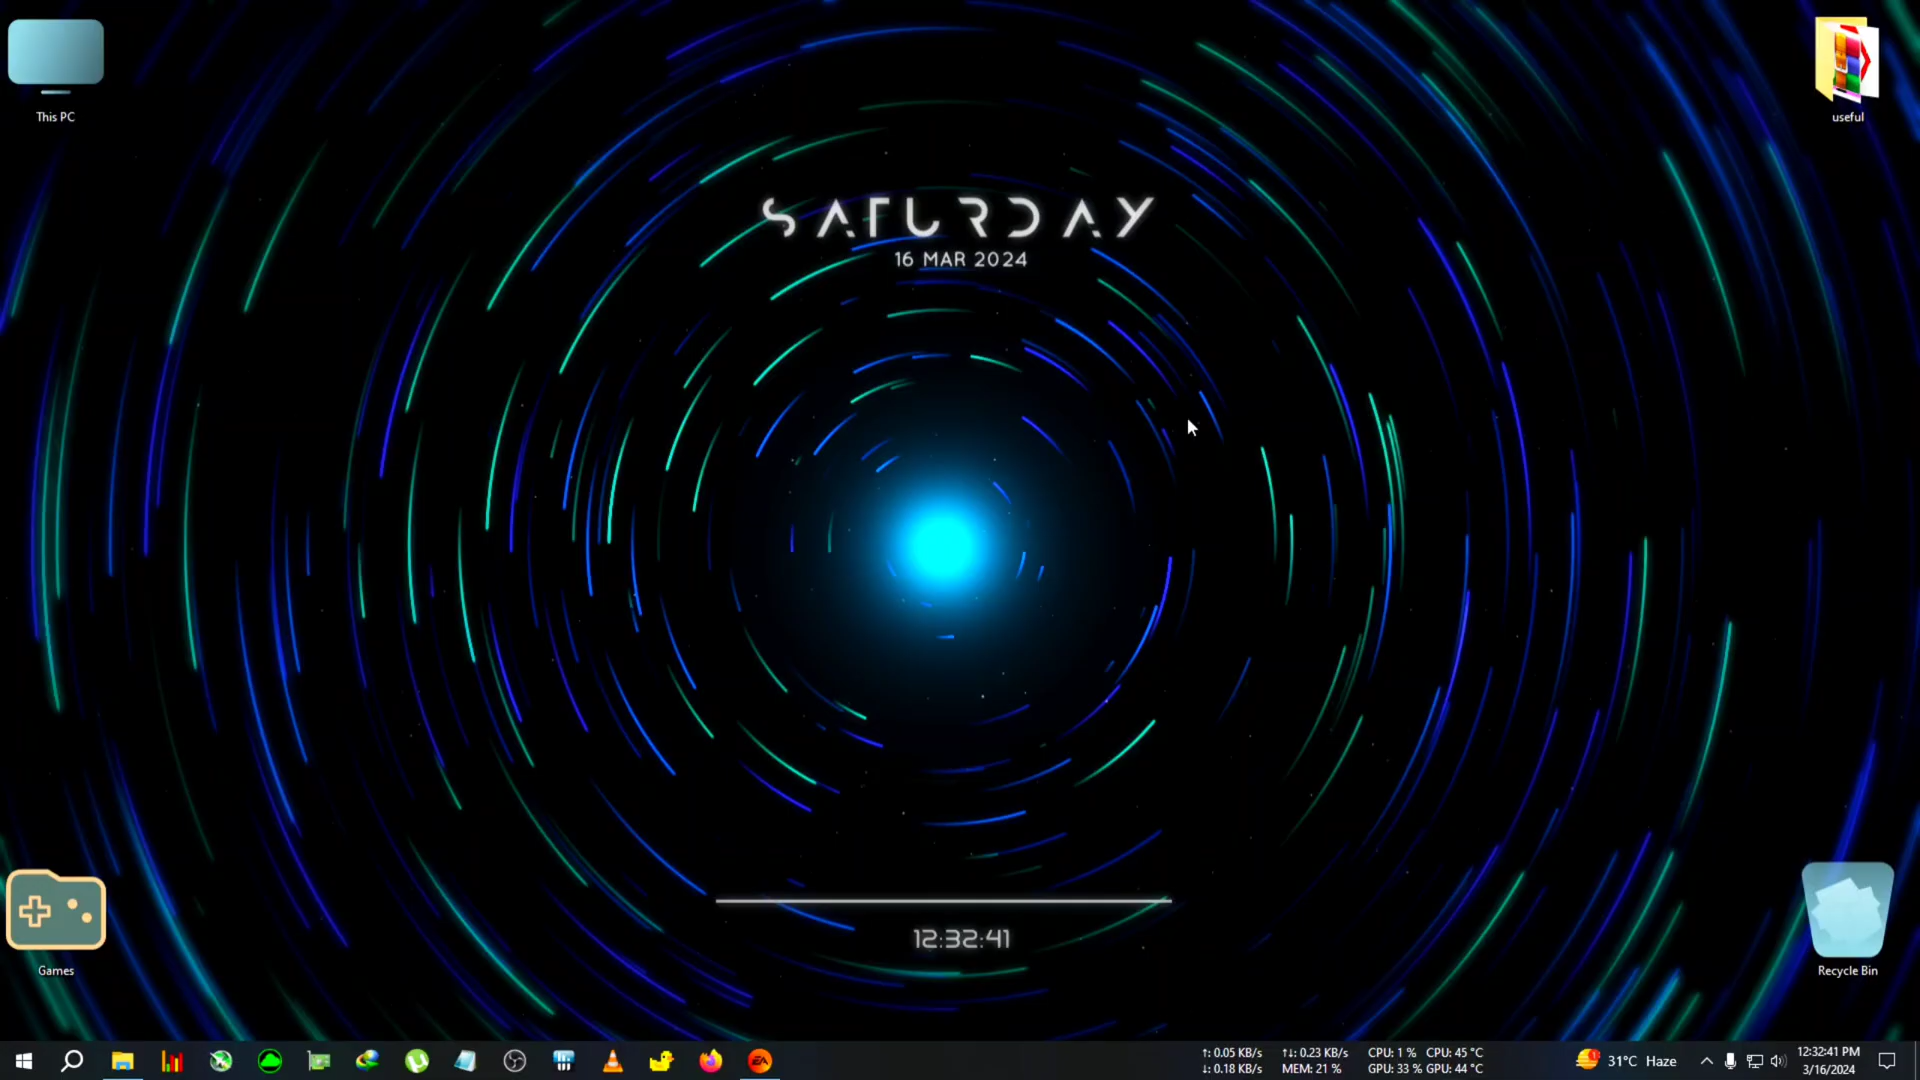 This PC
useful
SATURDAY
16 MAR 2024
12:32:41
Games
Recycle Bin
↑: 0.05 KB/s
↓: 0.18 KB/s
↑↓: 0.23 KB/s
MEM: 21 %
CPU: 1 % CPU: 45 °C
GPU: 33 % GPU: 44 °C
1
31°C Haze
12:32:41 PM
3/16/2024
EA